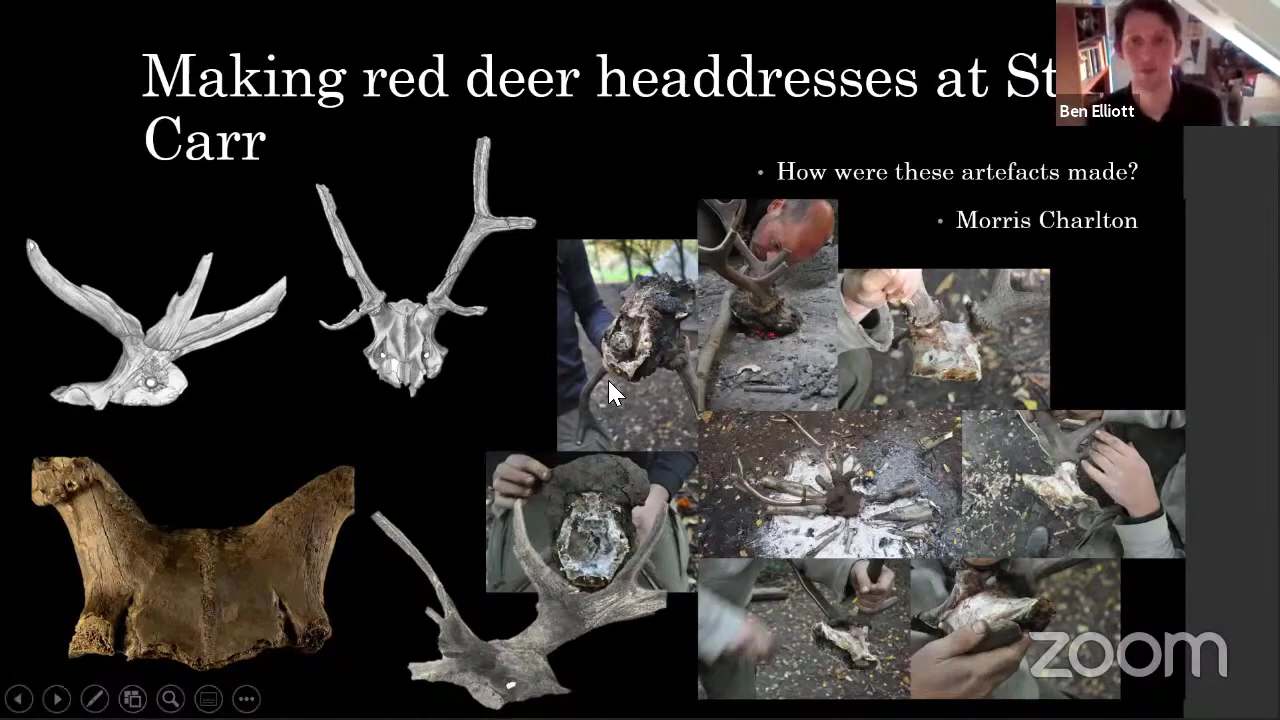 Making red deer headdresses at St
Carr
Ben Elliott
• How were these artefacts made?
• Morris Charlton
zoom